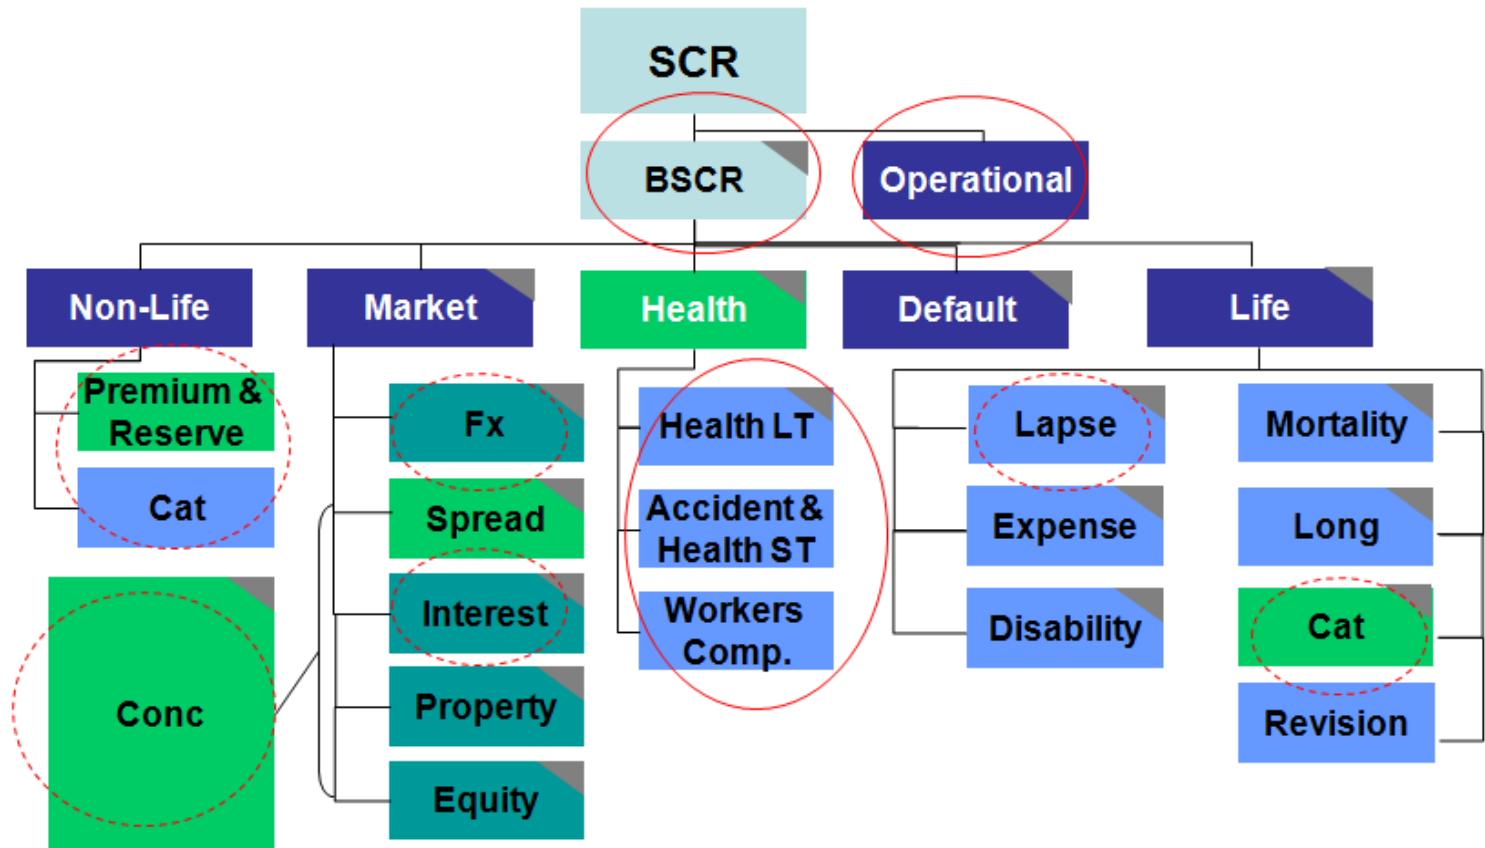 SCR
BSCR
Operational
Non-Life
Market
Health
Default
Life
Premium &
Reserve
Cat
Conc
Fx
Spread
Interest
Property
Equity
Health LT
Accident &
Health ST
Workers
Comp.
Lapse
Expense
Disability
Mortality
Long
Cat
Revision